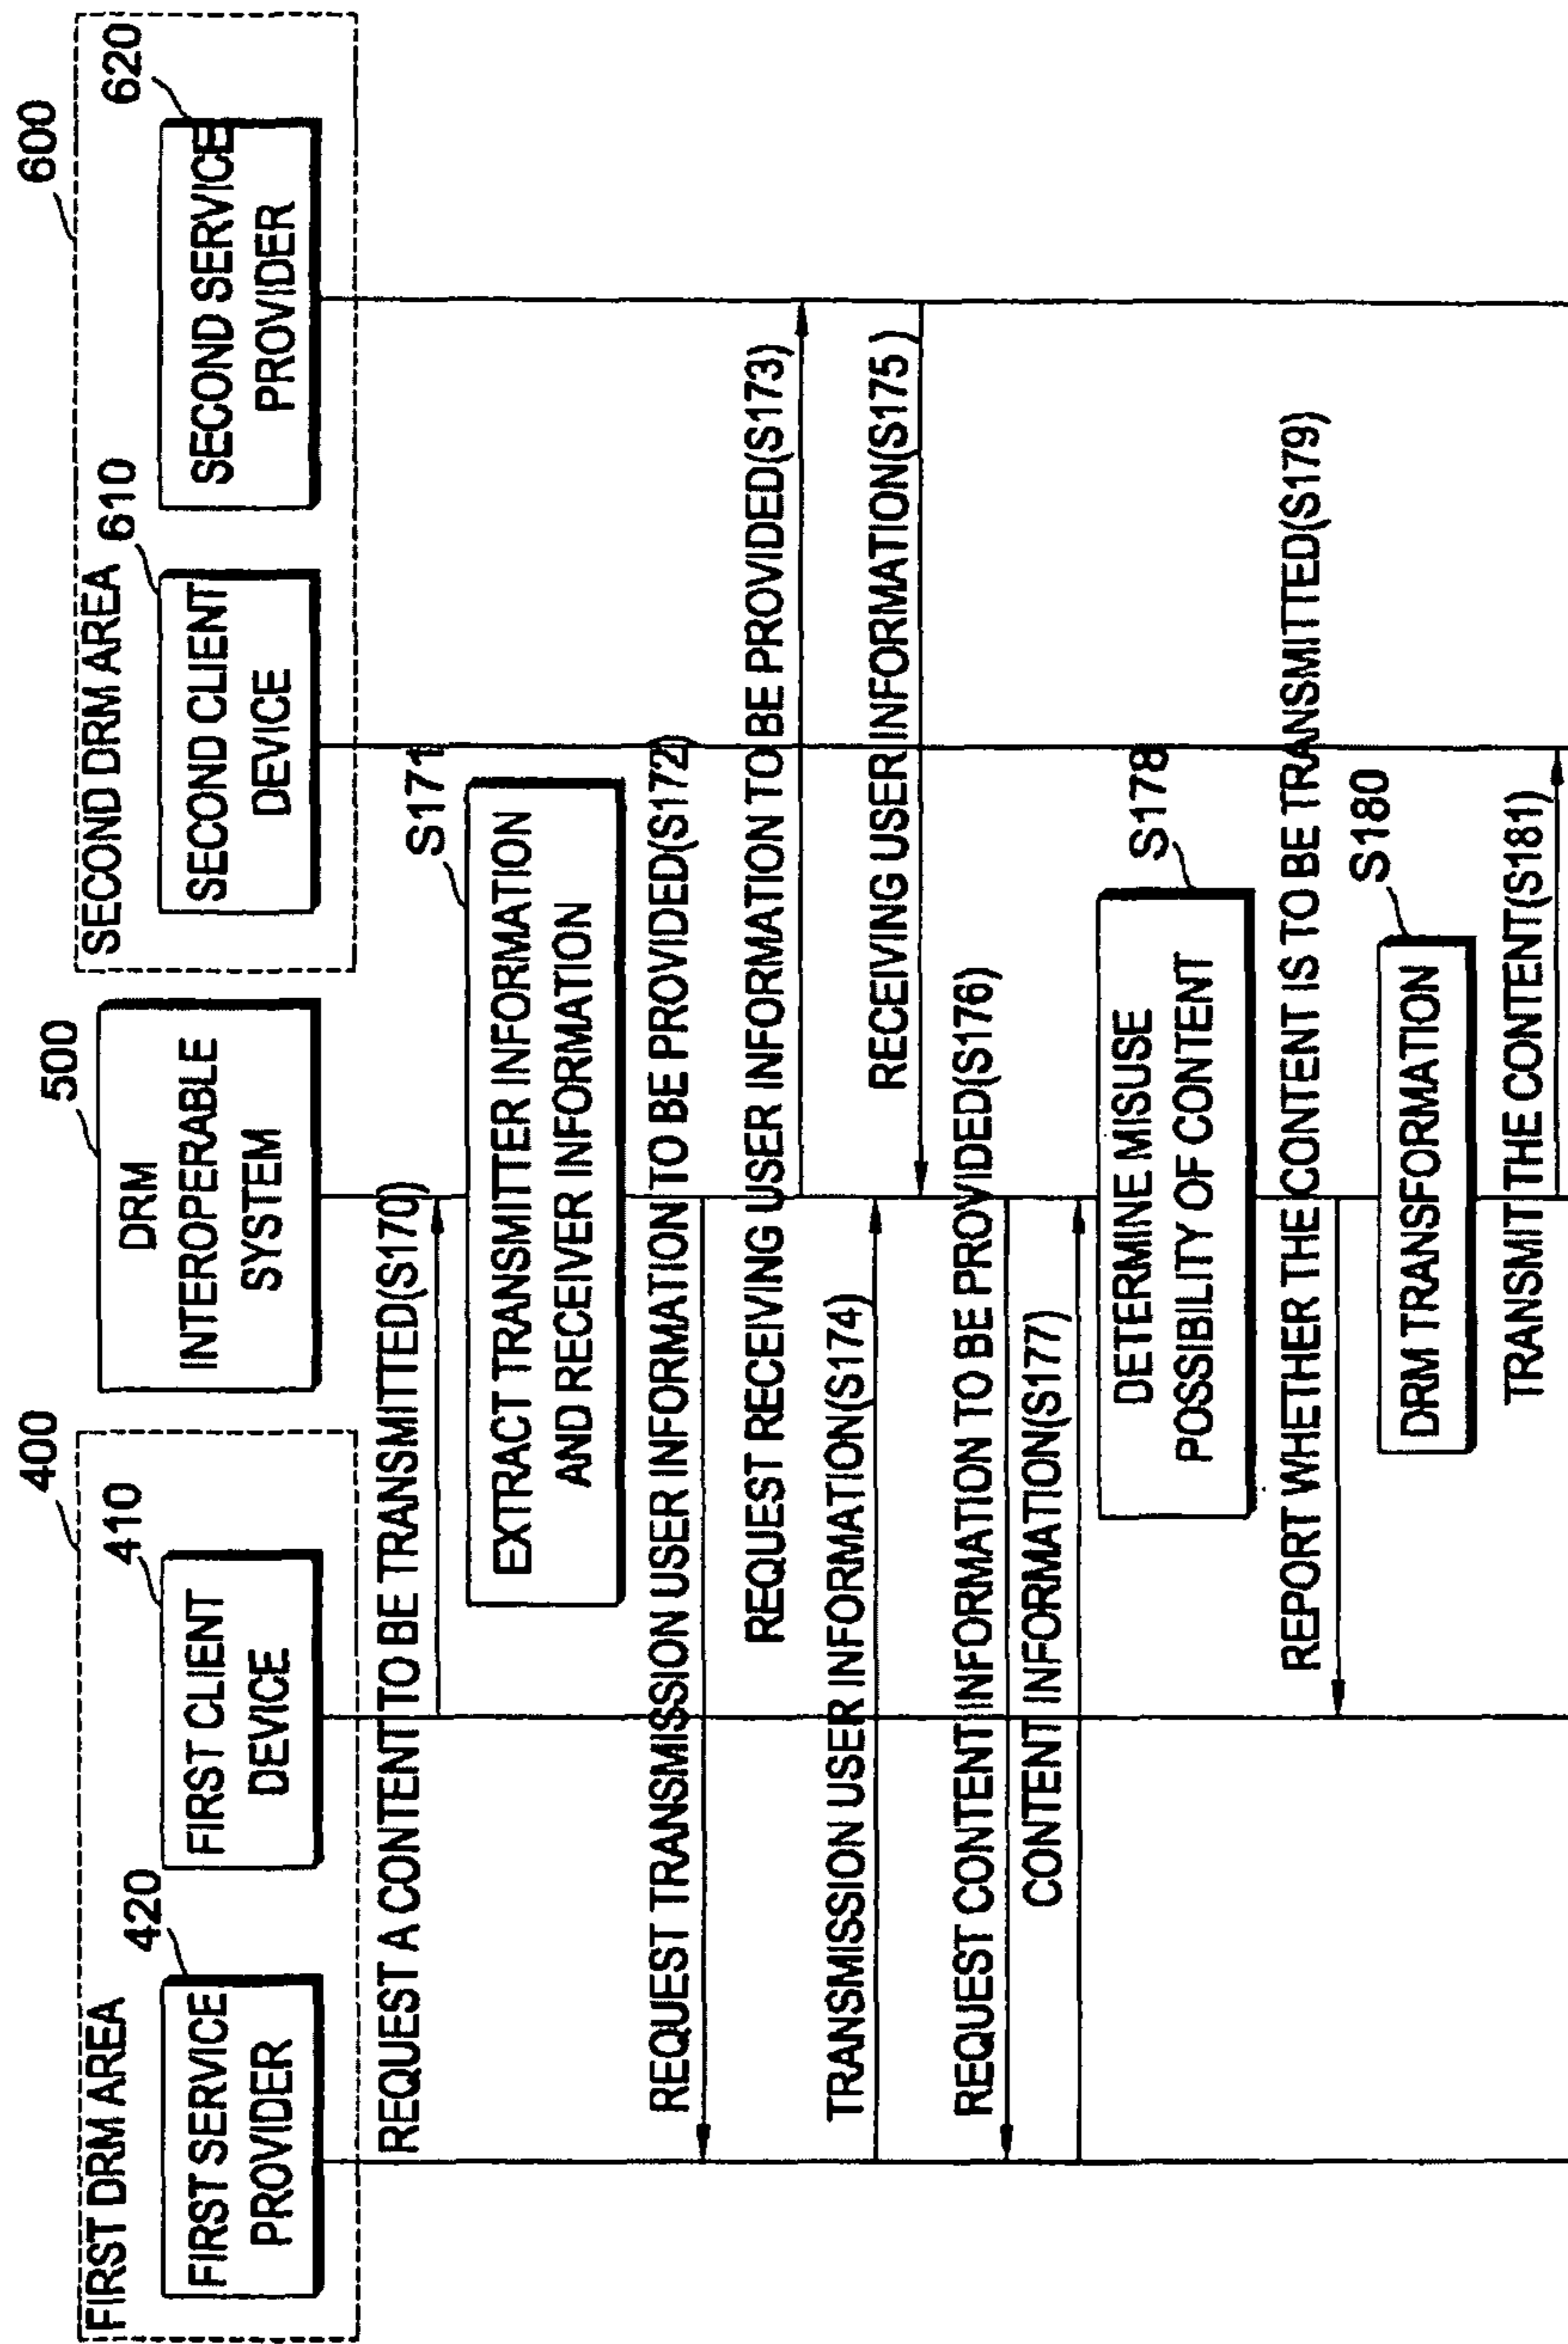 FIRST DRM AREA
400
FIRST SERVICE
PROVIDER
420
FIRST CLIENT
DEVICE
410
DRM
INTEROPERABLE
SYSTEM
500
SECOND DRM AREA
600
SECOND CLIENT
DEVICE
610
SECOND SERVICE
PROVIDER
620
REQUEST A CONTENT TO BE TRANSMITTED(S170)
EXTRACT TRANSMITTER INFORMATION
AND RECEIVER INFORMATION
S171
REQUEST TRANSMISSION USER INFORMATION TO BE PROVIDED(S172)
REQUEST RECEIVING USER INFORMATION TO BE PROVIDED(S173)
TRANSMISSION USER INFORMATION(S174)
RECEIVING USER INFORMATION(S175)
REQUEST CONTENT INFORMATION TO BE PROVIDED(S176)
CONTENT INFORMATION(S177)
DETERMINE MISUSE
POSSIBILITY OF CONTENT
S178
REPORT WHETHER THE CONTENT IS TO BE TRANSMITTED(S179)
DRM TRANSFORMATION
S180
TRANSMIT THE CONTENT(S181)